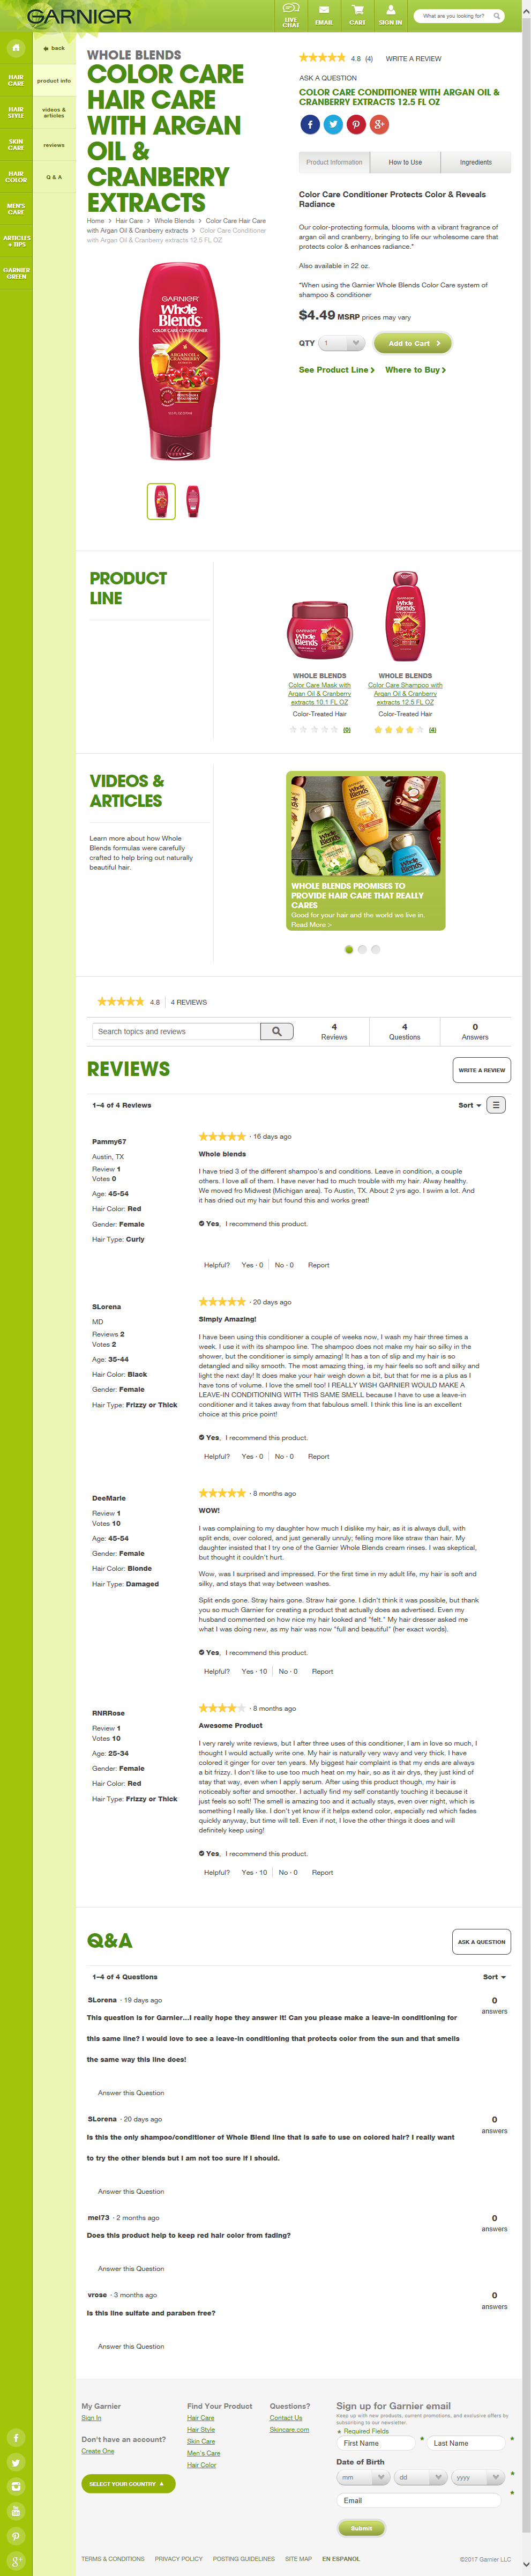 GARNIER
LIVE CHAT
EMAIL
CART
SIGN IN
What are you looking for?
HAIR CARE
HAIR STYLE
SKIN CARE
HAIR COLOR
MEN'S CARE
ARTICLES + TIPS
GARNIER GREEN
back
product info
videos & articles
reviews
Q & A
WHOLE BLENDS
COLOR CARE
HAIR CARE
WITH ARGAN
OIL &
CRANBERRY
EXTRACTS
Home > Hair Care > Whole Blends > Color Care Hair Care
with Argan Oil & Cranberry extracts > Color Care Conditioner
with Argan Oil & Cranberry extracts 12.5 FL OZ
GARNIER
Whole
Blends
COLOR CARE CONDITIONER
ARGAN OIL &
CRANBERRY
4.8 (4) WRITE A REVIEW
ASK A QUESTION
COLOR CARE CONDITIONER WITH ARGAN OIL &
CRANBERRY EXTRACTS 12.5 FL OZ
Product Information
How to Use
Ingredients
Color Care Conditioner Protects Color & Reveals
Radiance
Our color-protecting formula, blooms with a vibrant fragrance of
argan oil and cranberry, bringing to life our wholesome care that
protects color & enhances radiance.*
Also available in 22 oz.
*When using the Garnier Whole Blends Color Care system of
shampoo & conditioner
$4.49 MSRP prices may vary
QTY 1 Add to Cart >
See Product Line > Where to Buy >
PRODUCT
LINE
WHOLE BLENDS
Color Care Mask with
Argan Oil & Cranberry
extracts 10.1 FL OZ
Color-Treated Hair
(0)
WHOLE BLENDS
Color Care Shampoo with
Argan Oil & Cranberry
extracts 12.5 FL OZ
Color-Treated Hair
(4)
VIDEOS &
ARTICLES
Learn more about how Whole
Blends formulas were carefully
crafted to help bring out naturally
beautiful hair.
WHOLE BLENDS PROMISES TO
PROVIDE HAIR CARE THAT REALLY
CARES
Good for your hair and the world we live in.
Read More >
4.8 4 REVIEWS
Search topics and reviews
4 Reviews
4 Questions
0 Answers
REVIEWS
WRITE A REVIEW
1–4 of 4 Reviews
Sort
Pammy67
Austin, TX
Review 1
Votes 0
Age: 45-54
Hair Color: Red
Gender: Female
Hair Type: Curly
· 16 days ago
Whole blends
I have tried 3 of the different shampoo's and conditions. Leave in condition, a couple
others. I love all of them. I have never had to much trouble with my hair. Alway healthy.
We moved fro Midwest (Michigan area). To Austin, TX. About 2 yrs ago. I swim a lot. And
it has dried out my hair but found this and works great!
Yes, I recommend this product.
Helpful? Yes · 0 No · 0 Report
SLorena
MD
Reviews 2
Votes 2
Age: 35-44
Hair Color: Black
Gender: Female
Hair Type: Frizzy or Thick
· 20 days ago
Simply Amazing!
I have been using this conditioner a couple of weeks now, I wash my hair three times a
week. I use it with its shampoo line. The shampoo does not make my hair so silky in the
shower, but the conditioner is simply amazing! It has a lot of slip and my hair is so
detangled and silky smooth. The most amazing thing, is my hair feels so soft and silky and
light the next day! It does make your hair weigh down a bit, but that for me is a plus as I
have tons of volume. I love the smell too! I REALLY WISH GARNIER WOULD MAKE A
LEAVE-IN CONDITIONING WITH THIS SAME SMELL because I have to use a leave-in
conditioner and it takes away from that fabulous smell. I think this line is an excellent
choice at this price point!
Yes, I recommend this product.
Helpful? Yes · 0 No · 0 Report
DeeMarie
Review 1
Votes 10
Age: 45-54
Gender: Female
Hair Color: Blonde
Hair Type: Damaged
· 8 months ago
WOW!
I was complaining to my daughter how much I dislike my hair, as it is always dull, with
split ends, over colored, and just generally unruly; felling more like straw than hair. My
daughter insisted that I try one of the Garnier Whole Blends cream rinses. I was skeptical,
but thought it couldn't hurt.
Wow, was I surprised and impressed. For the first time in my adult life, my hair is soft and
silky, and stays that way between washes.
Split ends gone. Stray hairs gone. Straw hair gone. I didn't think it was possible, but thank
you so much Garnier for creating a product that actually does as advertised. Even my
husband commented on how nice my hair looked and "felt." My hair dresser asked me
what I was doing new, as my hair was now "full and beautiful" (her exact words).
Yes, I recommend this product.
Helpful? Yes · 10 No · 0 Report
RNRRose
Review 1
Votes 10
Age: 25-34
Gender: Female
Hair Color: Red
Hair Type: Frizzy or Thick
· 8 months ago
Awesome Product
I very rarely write reviews, but I after three uses of this conditioner, I am in love so much, I
thought I would actually write one. My hair is naturally very wavy and very thick. I have
colored it ginger for over ten years. My biggest hair complaint is that my ends are always
a bit frizzy. I don't like to use too much heat on my hair, so as it air drys, they just kind of
stay that way, even when I apply serum. After using this product though, my hair is
noticeably softer and smoother. I actually find my self constantly touching it because it
just feels so soft! The smell is amazing too and it actually stays, even over night, which is
something I really like. I don't yet know if it helps extend color, especially red which fades
quickly anyway, but time will tell. Even if not, I love the other things it does and will
definitely keep using!
Yes, I recommend this product.
Helpful? Yes · 10 No · 0 Report
Q&A
ASK A QUESTION
1–4 of 4 Questions
Sort
SLorena · 19 days ago
This question is for Garnier...I really hope they answer it! Can you please make a leave-in conditioning for
this same line? I would love to see a leave-in conditioning that protects color from the sun and that smells
the same way this line does!
0 answers
Answer this Question
SLorena · 20 days ago
Is this the only shampoo/conditioner of Whole Blend line that is safe to use on colored hair? I really want
to try the other blends but I am not too sure if I should.
0 answers
Answer this Question
mel73 · 2 months ago
Does this product help to keep red hair color from fading?
0 answers
Answer this Question
vrose · 3 months ago
Is this line sulfate and paraben free?
0 answers
Answer this Question
My Garnier
Sign In
Don't have an account?
Create One
SELECT YOUR COUNTRY
Find Your Product
Hair Care
Hair Style
Skin Care
Men's Care
Hair Color
Questions?
Contact Us
Skincare.com
Sign up for Garnier email
Keep up with new products, current promotions, and exclusive offers by
subscribing to our newsletter.
* Required Fields
First Name * Last Name *
Date of Birth
mm dd yyyy *
Email *
Submit
TERMS & CONDITIONS PRIVACY POLICY POSTING GUIDELINES SITE MAP EN ESPANOL ©2017 Garnier LLC